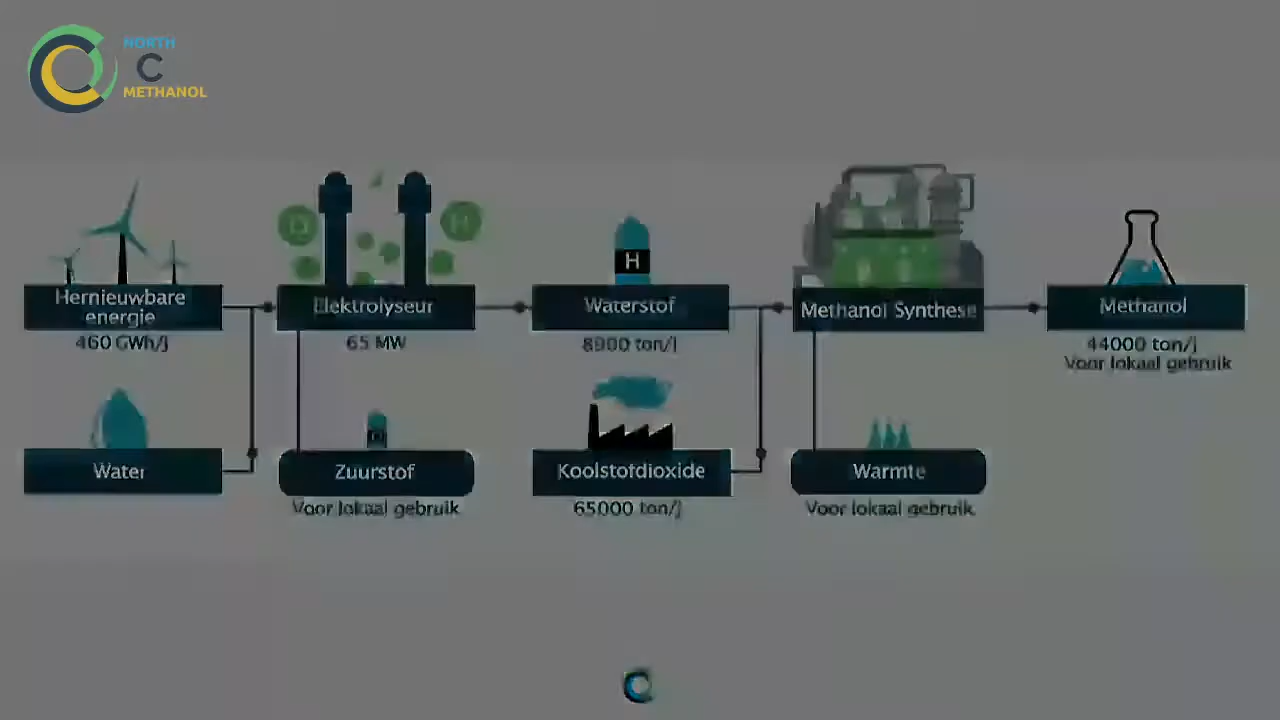 NORTH
C
METHANOL
Hernieuwbare
energie
460 GWh/j
Elektrolyseur
65 MW
Waterstof
8900 ton/j
Methanol Synthese
Methanol
44000 ton/j
Voor lokaal gebruik
H
Water
Zuurstof
Voor lokaal gebruik
Koolstofdioxide
65000 ton/j
Warmte
Voor lokaal gebruik